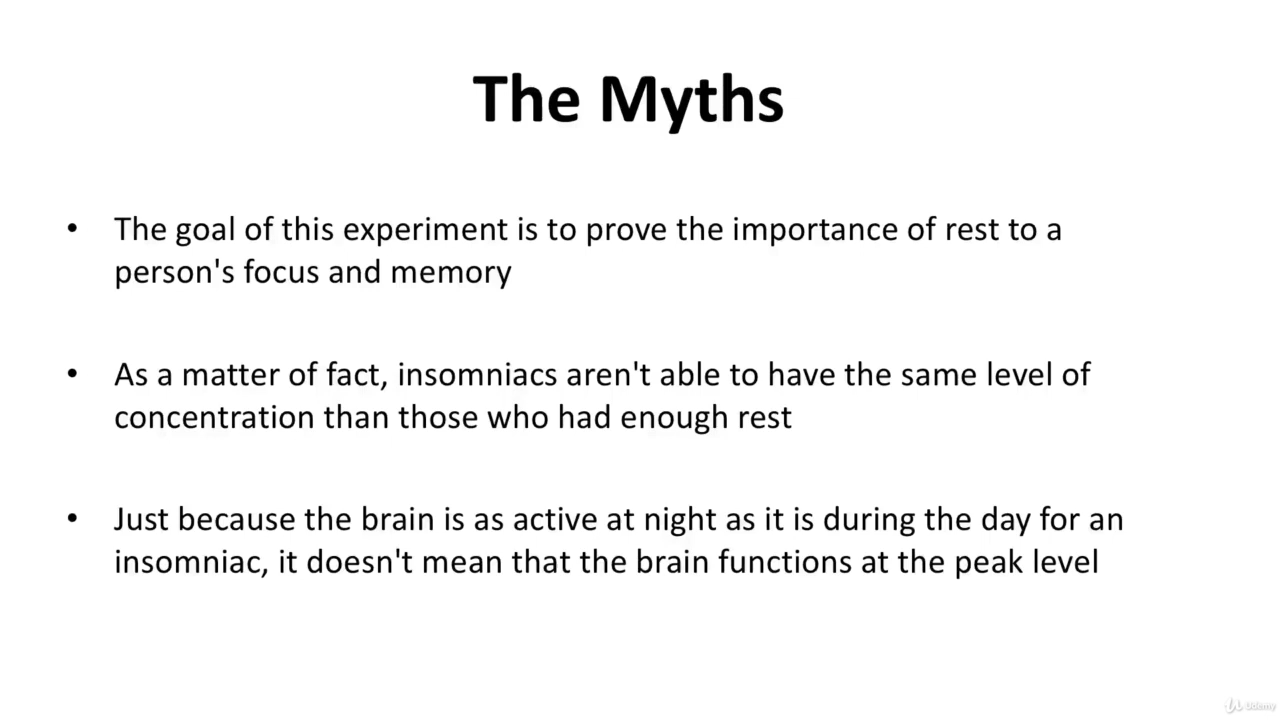 The Myths
• The goal of this experiment is to prove the importance of rest to a
person's focus and memory
• As a matter of fact, insomniacs aren't able to have the same level of
concentration than those who had enough rest
• Just because the brain is as active at night as it is during the day for an
insomniac, it doesn't mean that the brain functions at the peak level
Udemy